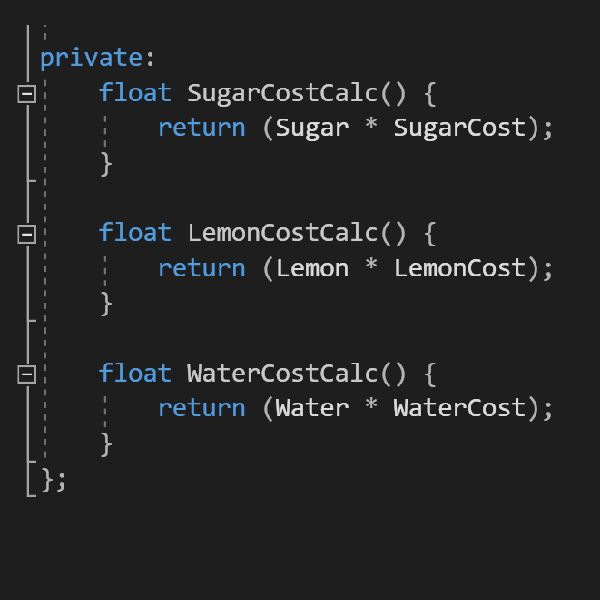 private:
    float SugarCostCalc() {
        return (Sugar * SugarCost);
    }

    float LemonCostCalc() {
        return (Lemon * LemonCost);
    }

    float WaterCostCalc() {
        return (Water * WaterCost);
    }
};